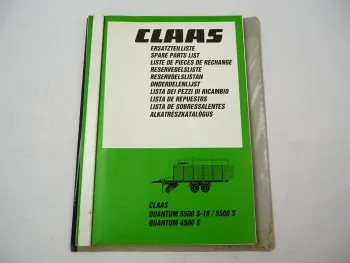 CLAAS
ERSATZTEILLISTE
SPARE PARTS LIST
LISTE DE PIECES DE RECHANGE
RESERVEDELSLISTE
RESERVDELSLISTAN
ONDERDELENLIJST
LISTA DEI PEZZI DI RICAMBIO
LISTA DE REPUESTOS
LISTA DE SOBRESSALENTES
ALKATRÉSZKATALÓGUS
CLAAS
CLAAS
QUANTUM 5500 S-18 / 5500 S
QUANTUM 4500 S